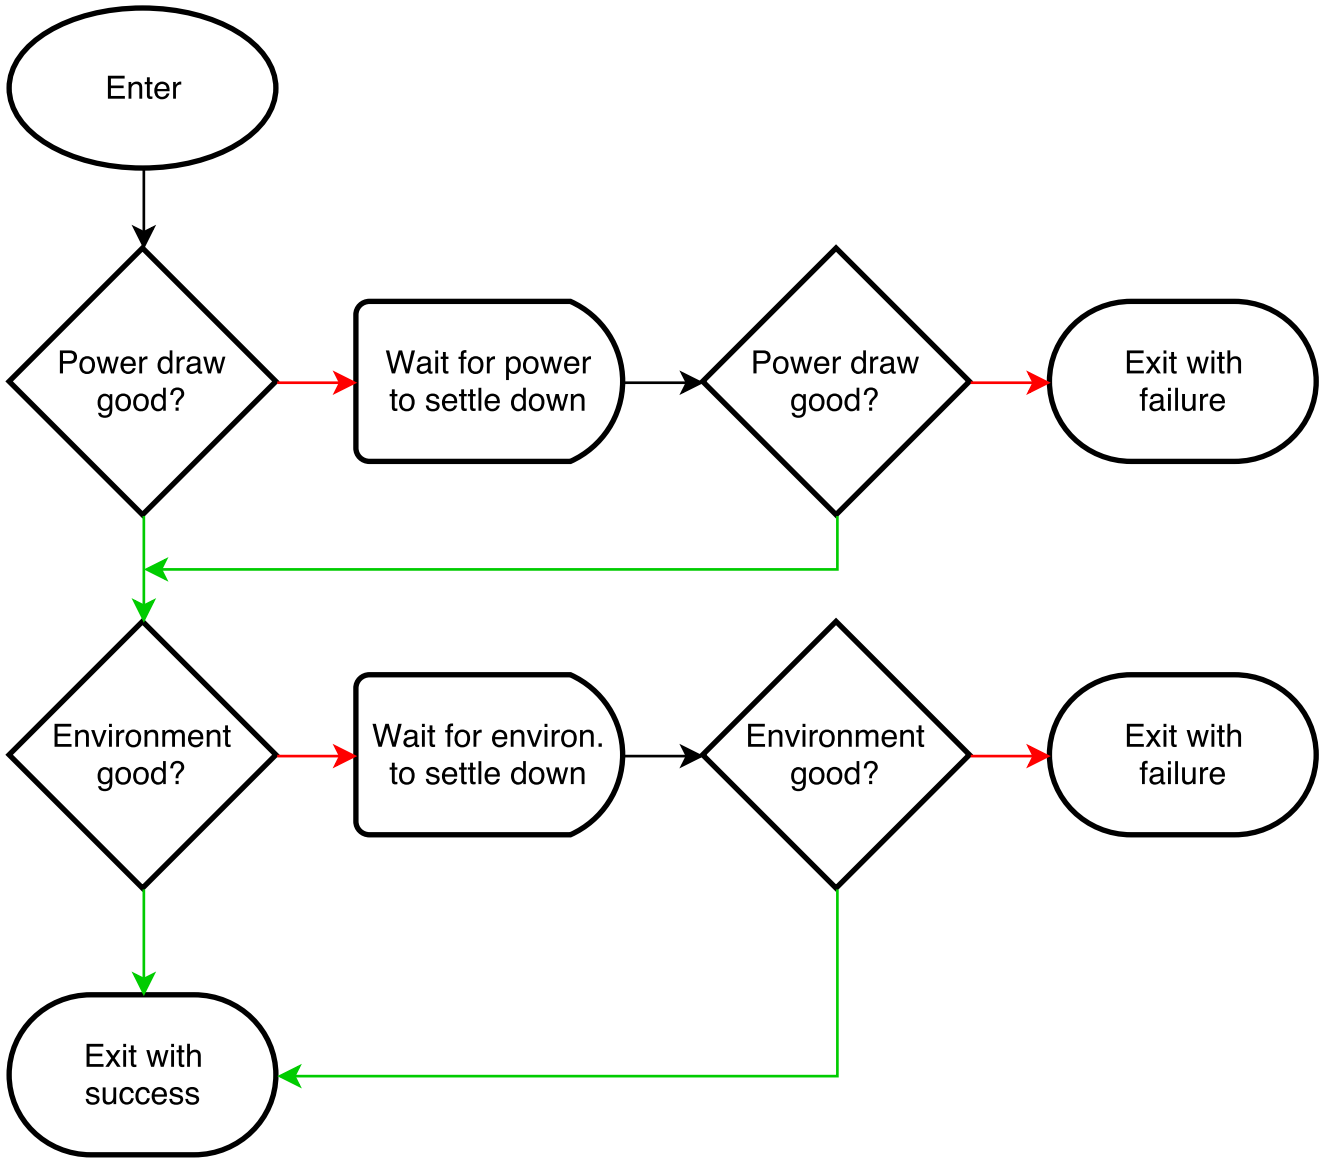 Enter
Power draw
good?
Wait for power
to settle down
Power draw
good?
Exit with
failure
Environment
good?
Wait for environ.
to settle down
Environment
good?
Exit with
failure
Exit with
success